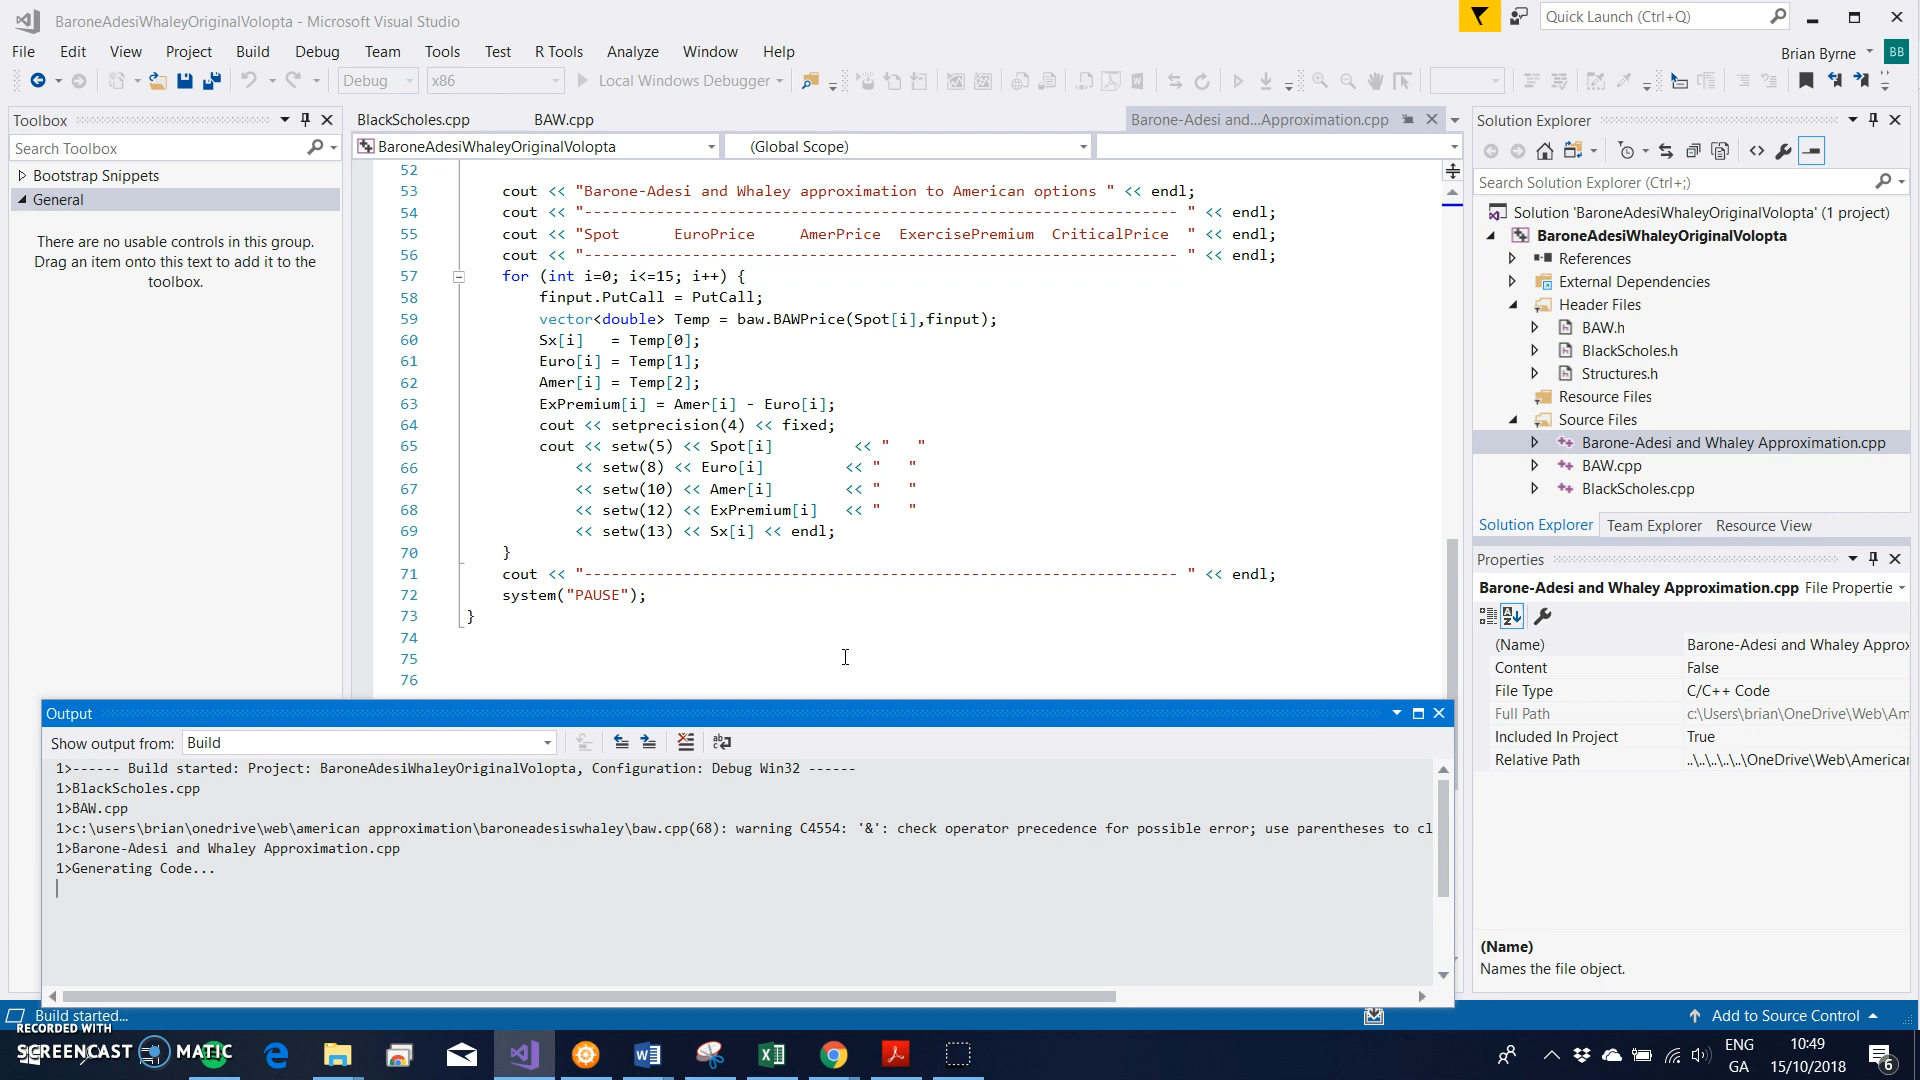 BaroneAdesiWhaleyOriginalVolopta - Microsoft Visual Studio
Quick Launch (Ctrl+Q)
File Edit View Project Build Debug Team Tools Test R Tools Analyze Window Help
Brian Byrne BB
Debug x86 Local Windows Debugger
Toolbox
Search Toolbox
Bootstrap Snippets
General
There are no usable controls in this group.
Drag an item onto this text to add it to the
toolbox.
BlackScholes.cpp BAW.cpp Barone-Adesi and...Approximation.cpp
BaroneAdesiWhaleyOriginalVolopta (Global Scope)
52
53 cout << "Barone-Adesi and Whaley approximation to American options " << endl;
54 cout << "------------------------------------------------------------------ " << endl;
55 cout << "Spot EuroPrice AmerPrice ExercisePremium CriticalPrice " << endl;
56 cout << "------------------------------------------------------------------ " << endl;
57 for (int i=0; i<=15; i++) {
58 finput.PutCall = PutCall;
59 vector<double> Temp = baw.BAWPrice(Spot[i],finput);
60 Sx[i] = Temp[0];
61 Euro[i] = Temp[1];
62 Amer[i] = Temp[2];
63 ExPremium[i] = Amer[i] - Euro[i];
64 cout << setprecision(4) << fixed;
65 cout << setw(5) << Spot[i] << " "
66 << setw(8) << Euro[i] << " "
67 << setw(10) << Amer[i] << " "
68 << setw(12) << ExPremium[i] << " "
69 << setw(13) << Sx[i] << endl;
70 }
71 cout << "------------------------------------------------------------------ " << endl;
72 system("PAUSE");
73 }
74
75
76
Output
Show output from: Build
1>------ Build started: Project: BaroneAdesiWhaleyOriginalVolopta, Configuration: Debug Win32 ------
1>BlackScholes.cpp
1>BAW.cpp
1>c:\users\brian\onedrive\web\american approximation\baroneadesiswhaley\baw.cpp(68): warning C4554: '&': check operator precedence for possible error; use parentheses to cl
1>Barone-Adesi and Whaley Approximation.cpp
1>Generating Code...
Solution Explorer
Search Solution Explorer (Ctrl+;)
Solution 'BaroneAdesiWhaleyOriginalVolopta' (1 project)
BaroneAdesiWhaleyOriginalVolopta
References
External Dependencies
Header Files
BAW.h
BlackScholes.h
Structures.h
Resource Files
Source Files
Barone-Adesi and Whaley Approximation.cpp
BAW.cpp
BlackScholes.cpp
Solution Explorer Team Explorer Resource View
Properties
Barone-Adesi and Whaley Approximation.cpp File Propertie
(Name) Barone-Adesi and Whaley Approx
Content False
File Type C/C++ Code
Full Path c:\Users\brian\OneDrive\Web\Am
Included In Project True
Relative Path ..\..\..\..\..\OneDrive\Web\American
(Name)
Names the file object.
Build started...
Add to Source Control
RECORDED WITH
SCREENCAST MATIC
ENG
GA
10:49
15/10/2018
6